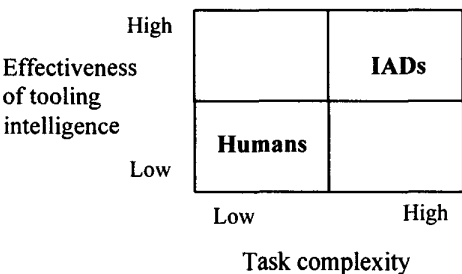 High
Effectiveness
of tooling
intelligence
IADs
Humans
Low
Low High
Task complexity